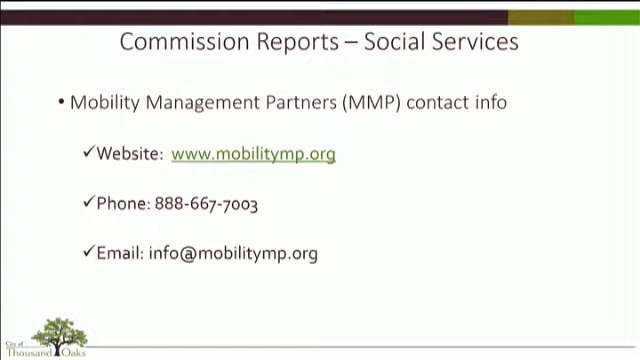 Commission Reports – Social Services
• Mobility Management Partners (MMP) contact info
✓Website: www.mobilitymp.org
✓Phone: 888-667-7003
✓Email: info@mobilitymp.org
City of
Thousand Oaks